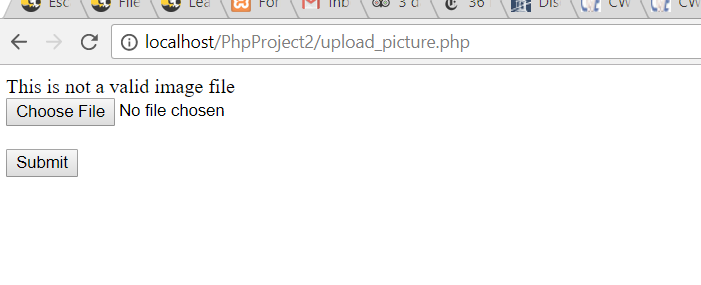 Esc File Lea For Inb 3 d 36 Dis CW CW
localhost/PhpProject2/upload_picture.php
This is not a valid image file
Choose File No file chosen
Submit